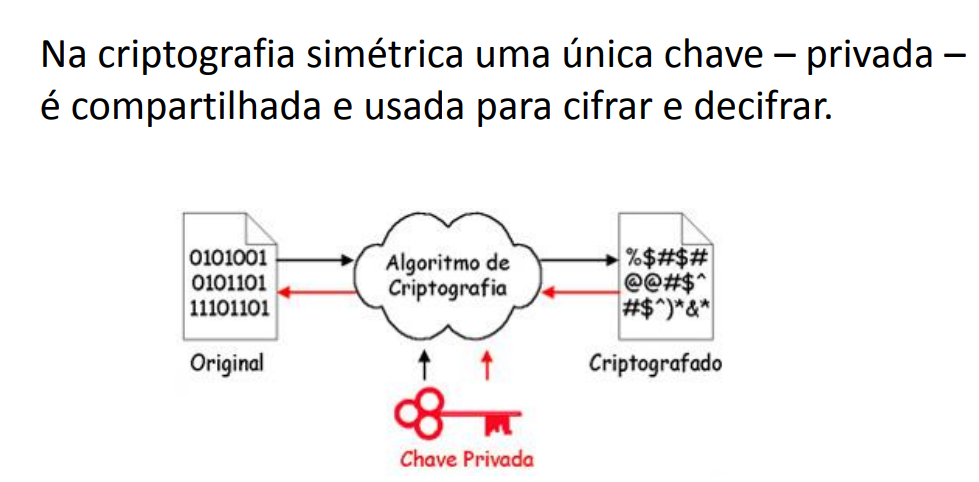 Na criptografia simétrica uma única chave – privada –
é compartilhada e usada para cifrar e decifrar.
0101001
0101101
11101101
Original
Algoritmo de
Criptografia
%$#$#
@@#$^
#$^)*&*
Criptografado
Chave Privada